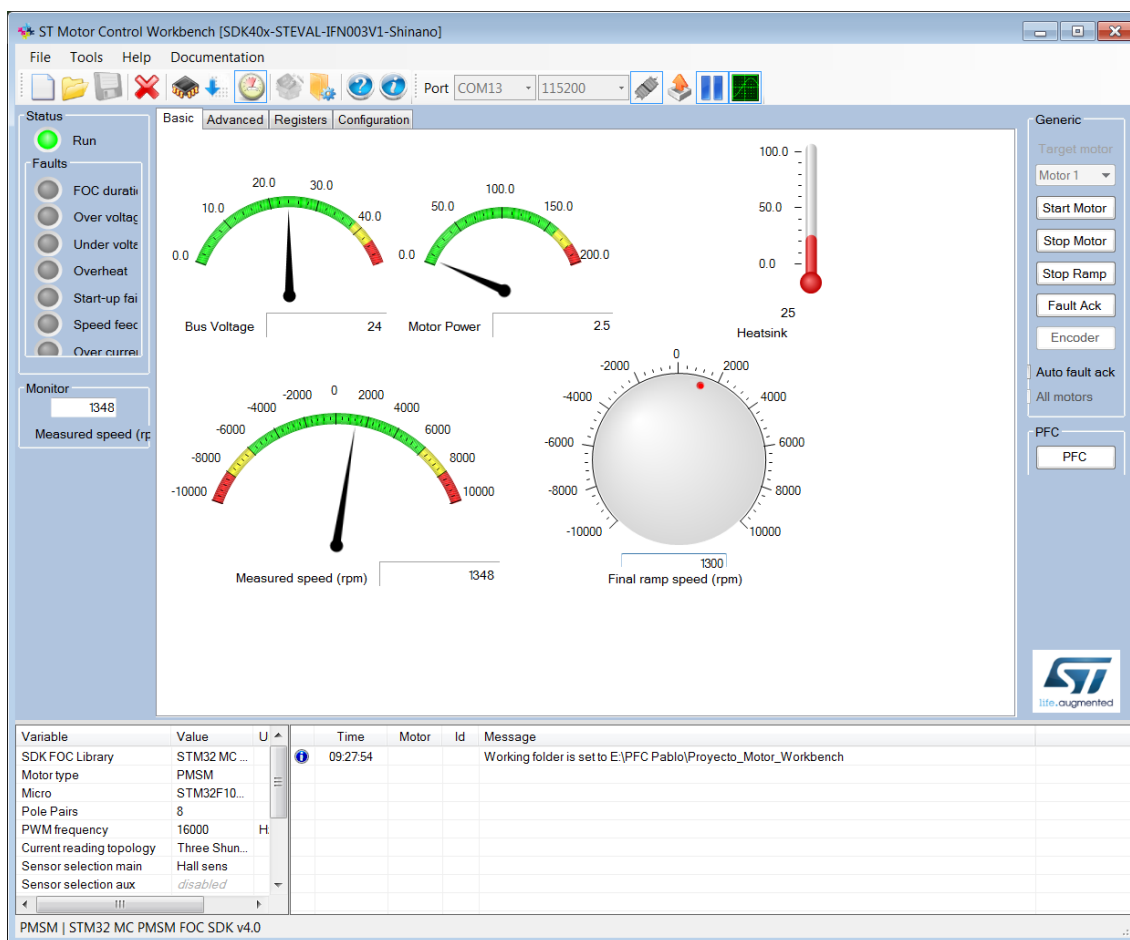 ST Motor Control Workbench [SDK40x-STEVAL-IFN003V1-Shinano]
File Tools Help Documentation
Port COM13 115200
Status
Run
Faults
FOC durati
Over voltag
Under volta
Overheat
Start-up fai
Speed feec
Over currer
Monitor
1348
Measured speed (rp
Basic Advanced Registers Configuration
0.0 10.0 20.0 30.0 40.0
Bus Voltage 24
0.0 50.0 100.0 150.0 200.0
Motor Power 2.5
100.0
50.0
0.0
25
Heatsink
-10000 -8000 -6000 -4000 -2000 0 2000 4000 6000 8000 10000
Measured speed (rpm) 1348
-10000 -8000 -6000 -4000 -2000 0 2000 4000 6000 8000 10000
1300
Final ramp speed (rpm)
Generic
Target motor
Motor 1
Start Motor
Stop Motor
Stop Ramp
Fault Ack
Encoder
Auto fault ack
All motors
PFC
PFC
ST
life.augmented
Variable Value U
SDK FOC Library STM32 MC ...
Motor type PMSM
Micro STM32F10...
Pole Pairs 8
PWM frequency 16000 H
Current reading topology Three Shun...
Sensor selection main Hall sens
Sensor selection aux disabled
Time Motor Id Message
09:27:54 Working folder is set to E:\PFC Pablo\Proyecto_Motor_Workbench
PMSM | STM32 MC PMSM FOC SDK v4.0